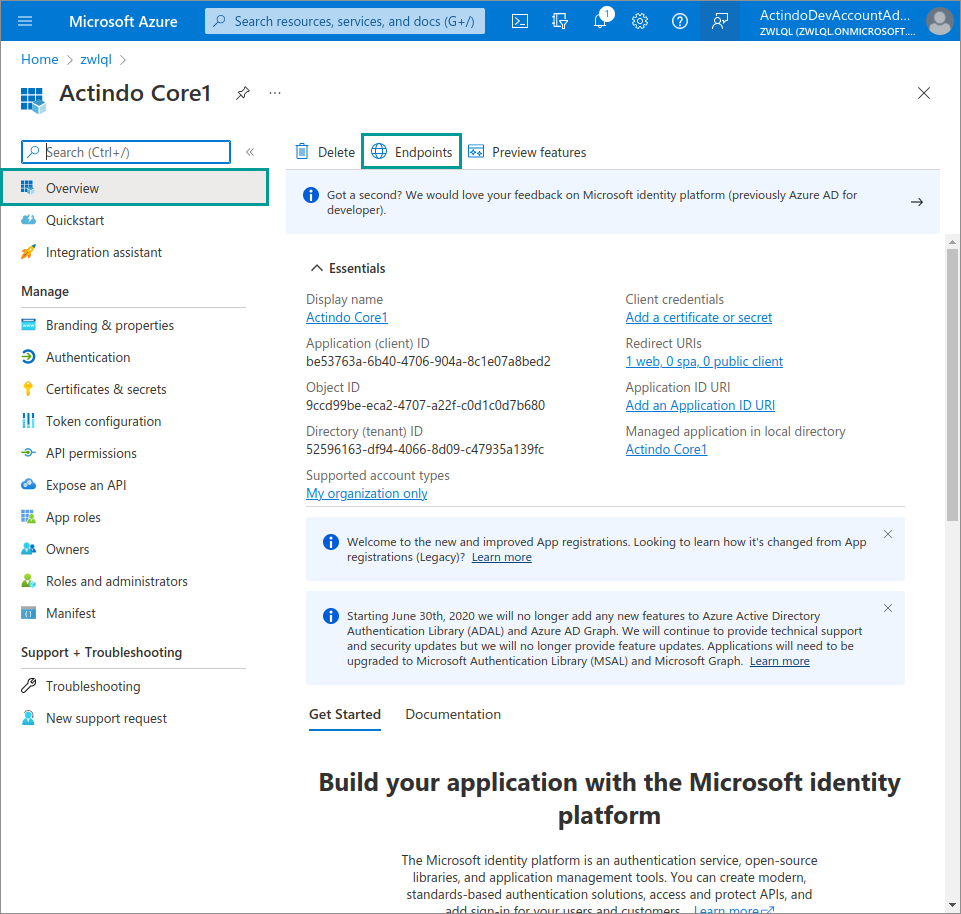 Microsoft Azure
Search resources, services, and docs (G+/)
1
ActindoDevAccountAd...
ZWLQL (ZWLQL.ONMICROSOFT....
Home > zwlql >
Actindo Core1
...
Search (Ctrl+/)
«
Overview
Quickstart
Integration assistant
Manage
Branding & properties
Authentication
Certificates & secrets
Token configuration
API permissions
Expose an API
App roles
Owners
Roles and administrators
Manifest
Support + Troubleshooting
Troubleshooting
New support request
Delete
Endpoints
Preview features
Got a second? We would love your feedback on Microsoft identity platform (previously Azure AD for
developer).
Essentials
Display name
Actindo Core1
Application (client) ID
be53763a-6b40-4706-904a-8c1e07a8bed2
Object ID
9ccd99be-eca2-4707-a22f-c0d1c0d7b680
Directory (tenant) ID
52596163-df94-4066-8d09-c47935a139fc
Supported account types
My organization only
Client credentials
Add a certificate or secret
Redirect URIs
1 web, 0 spa, 0 public client
Application ID URI
Add an Application ID URI
Managed application in local directory
Actindo Core1
Welcome to the new and improved App registrations. Looking to learn how it's changed from App
registrations (Legacy)? Learn more
Starting June 30th, 2020 we will no longer add any new features to Azure Active Directory
Authentication Library (ADAL) and Azure AD Graph. We will continue to provide technical support
and security updates but we will no longer provide feature updates. Applications will need to be
upgraded to Microsoft Authentication Library (MSAL) and Microsoft Graph. Learn more
Get Started
Documentation
Build your application with the Microsoft identity
platform
The Microsoft identity platform is an authentication service, open-source
libraries, and application management tools. You can create modern,
standards-based authentication solutions, access and protect APIs, and
add sign-in for your users and customers. Learn more